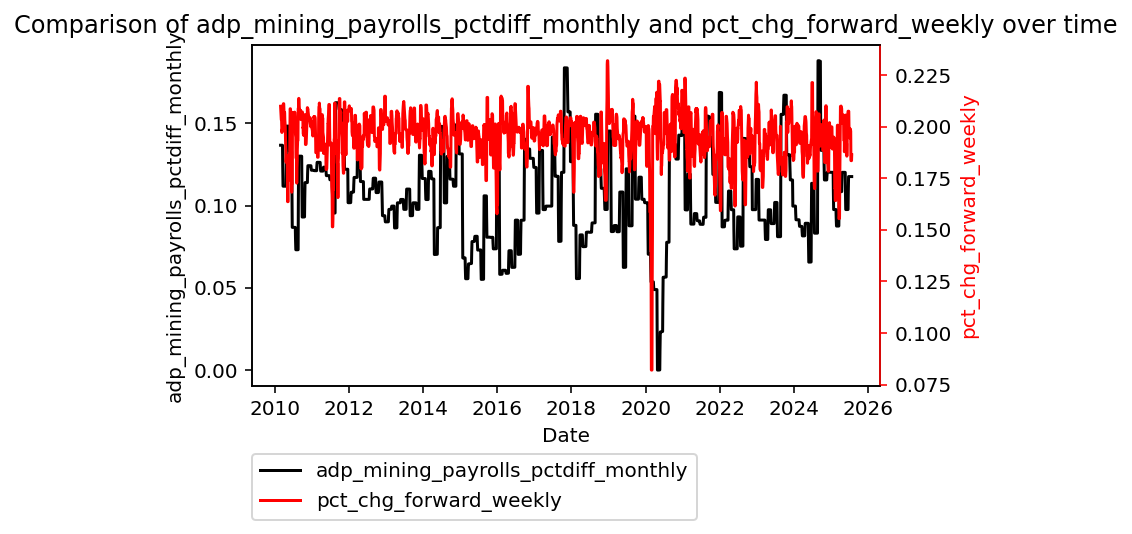 Comparison of adp_mining_payrolls_pctdiff_monthly and pct_chg_forward_weekly over time
adp_mining_payrolls_pctdiff_monthly
0.15
0.10
0.05
0.00
0.225
0.200
0.175
0.150
0.125
0.100
0.075
pct_chg_forward_weekly
2010 2012 2014 2016 2018 2020 2022 2024 2026
Date
adp_mining_payrolls_pctdiff_monthly
pct_chg_forward_weekly